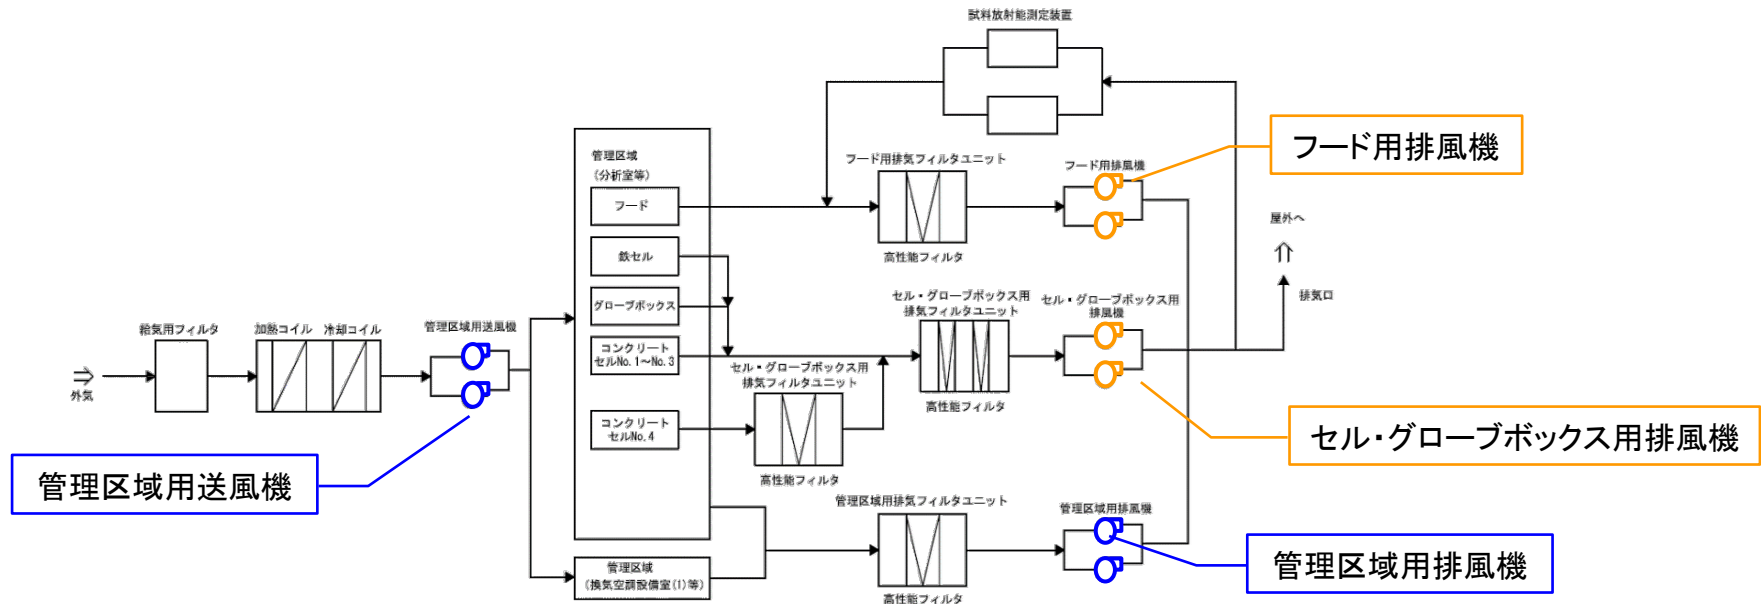 試料放射能測定装置
フード用排風機
管理区域
(分析室等)
フード用排気フィルタユニット
フード用排風機
フード
屋外へ
鉄セル
高性能フィルタ
グローブボックス
セル・グローブボックス用
排気フィルタユニット
セル・グローブボックス用
排風機
排気口
給気用フィルタ
加熱コイル
冷却コイル
管理区域用送風機
コンクリート
セルNo.1~No.3
セル・グローブボックス用
排気フィルタユニット
外気
高性能フィルタ
コンクリート
セルNo.4
セル・グローブボックス用排風機
管理区域用送風機
高性能フィルタ
管理区域用排気フィルタユニット
管理区域用排風機
管理区域
(換気空調設備室(1)等)
管理区域用排風機
高性能フィルタ